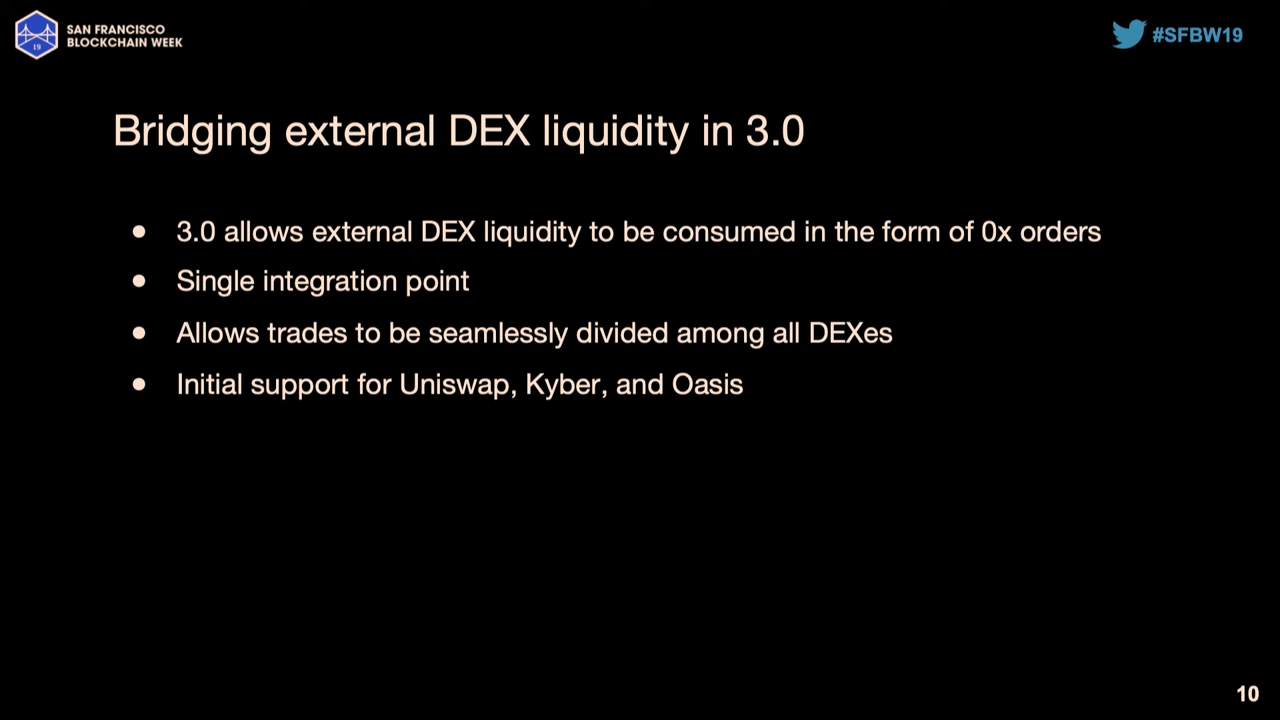 SAN FRANCISCO
BLOCKCHAIN WEEK
19
#SFBW19
Bridging external DEX liquidity in 3.0
● 3.0 allows external DEX liquidity to be consumed in the form of 0x orders
● Single integration point
● Allows trades to be seamlessly divided among all DEXes
● Initial support for Uniswap, Kyber, and Oasis
10